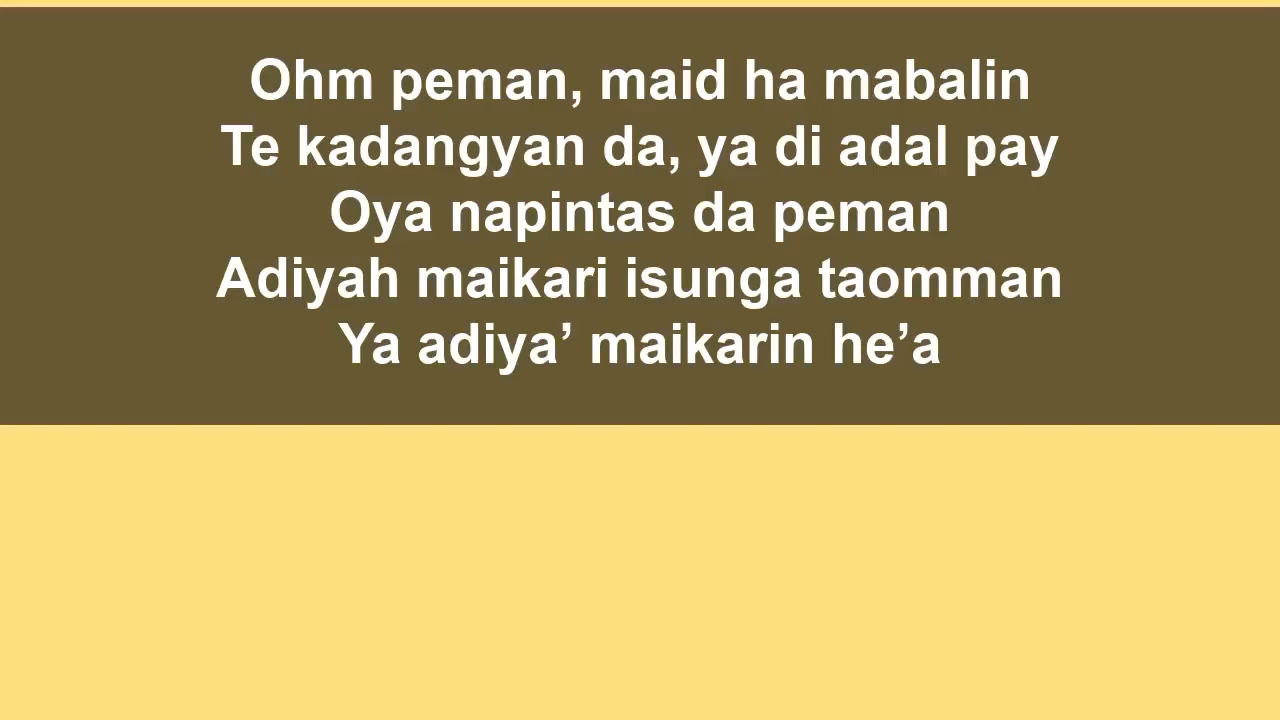 Ohm peman, maid ha mabalin
Te kadangyan da, ya di adal pay
Oya napintas da peman
Adiyah maikari isunga taomman
Ya adiya’ maikarin he’a